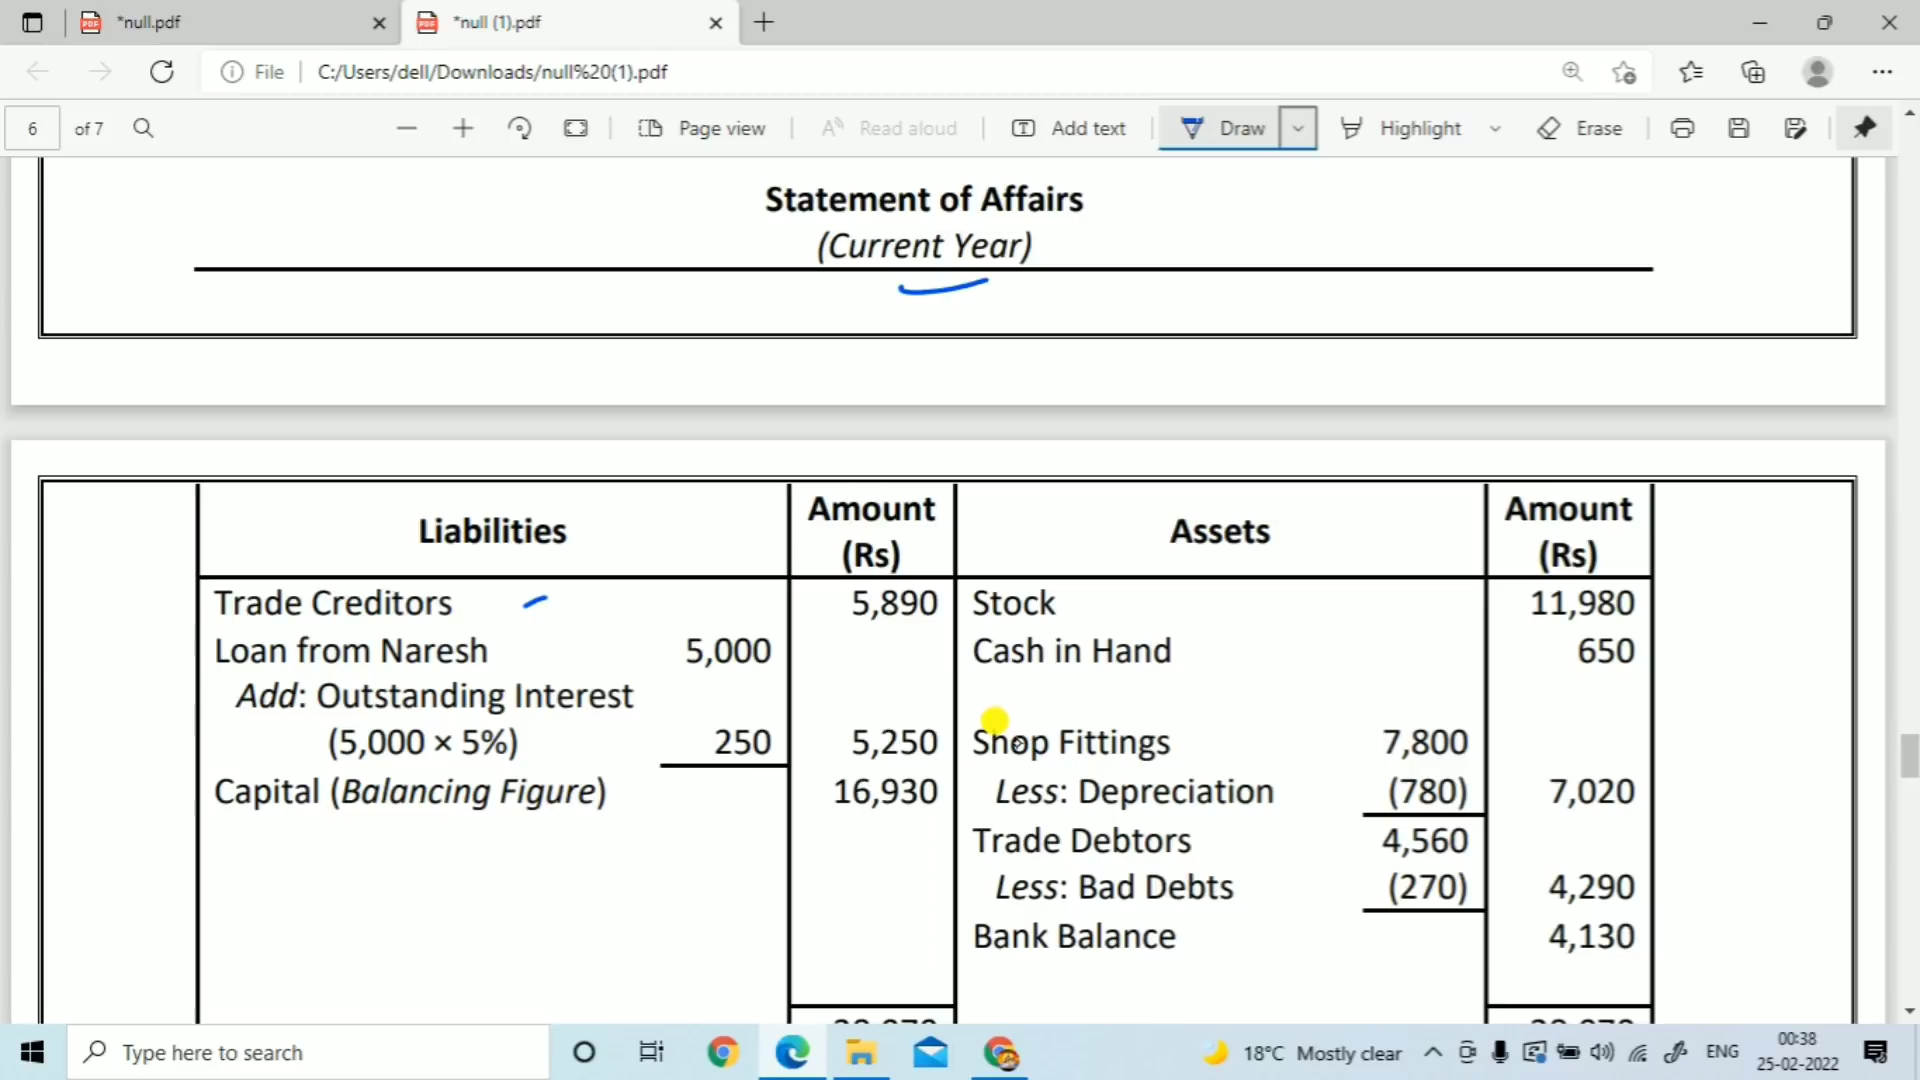 *null.pdf
*null (1).pdf
File
C:/Users/dell/Downloads/null%20(1).pdf
6 of 7
Page view
Read aloud
Add text
Draw
Highlight
Erase
Statement of Affairs
(Current Year)
Liabilities Amount (Rs) Assets Amount (Rs)
Trade Creditors 5,890 Stock 11,980
Loan from Naresh 5,000 Cash in Hand 650
Add: Outstanding Interest
(5,000 × 5%) 250 5,250 Shop Fittings 7,800
Capital (Balancing Figure) 16,930 Less: Depreciation (780) 7,020
Trade Debtors 4,560
Less: Bad Debts (270) 4,290
Bank Balance 4,130
Type here to search
18°C Mostly clear
ENG
00:38
25-02-2022